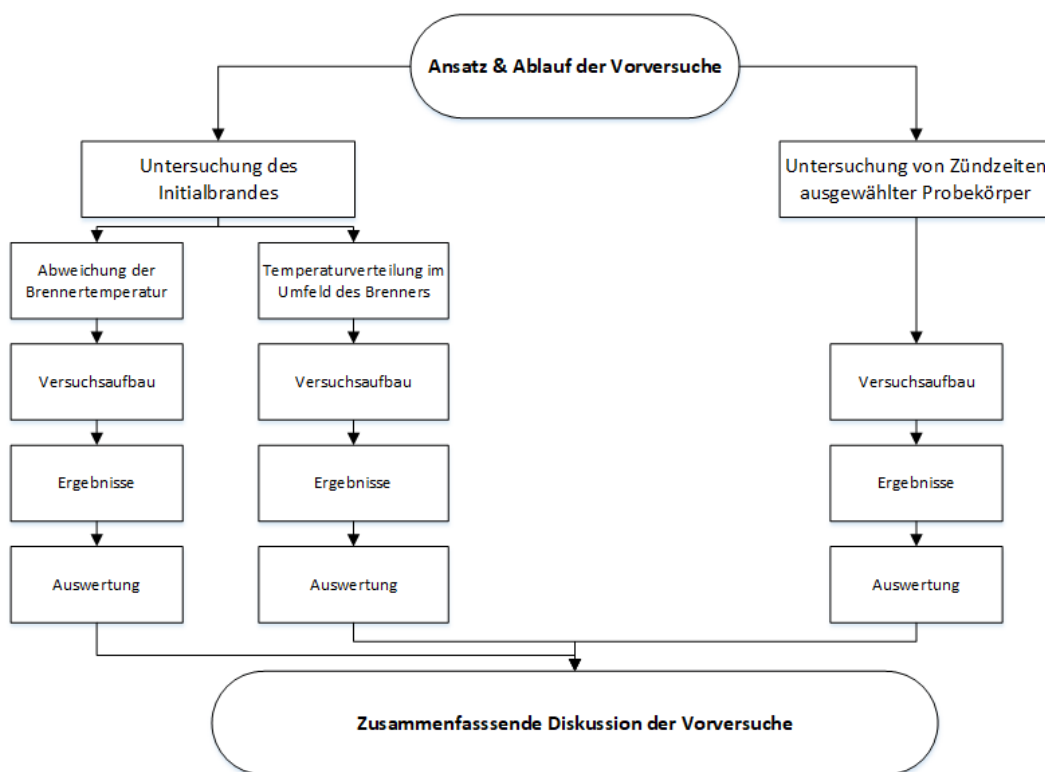 Ansatz & Ablauf der Vorversuche
Untersuchung des
Initialbrandes
Untersuchung von Zündzeiten
ausgewählter Probekörper
Abweichung der
Brennertemperatur
Temperaturverteilung im
Umfeld des Brenners
Versuchsaufbau
Versuchsaufbau
Versuchsaufbau
Ergebnisse
Ergebnisse
Ergebnisse
Auswertung
Auswertung
Auswertung
Zusammenfasssende Diskussion der Vorversuche